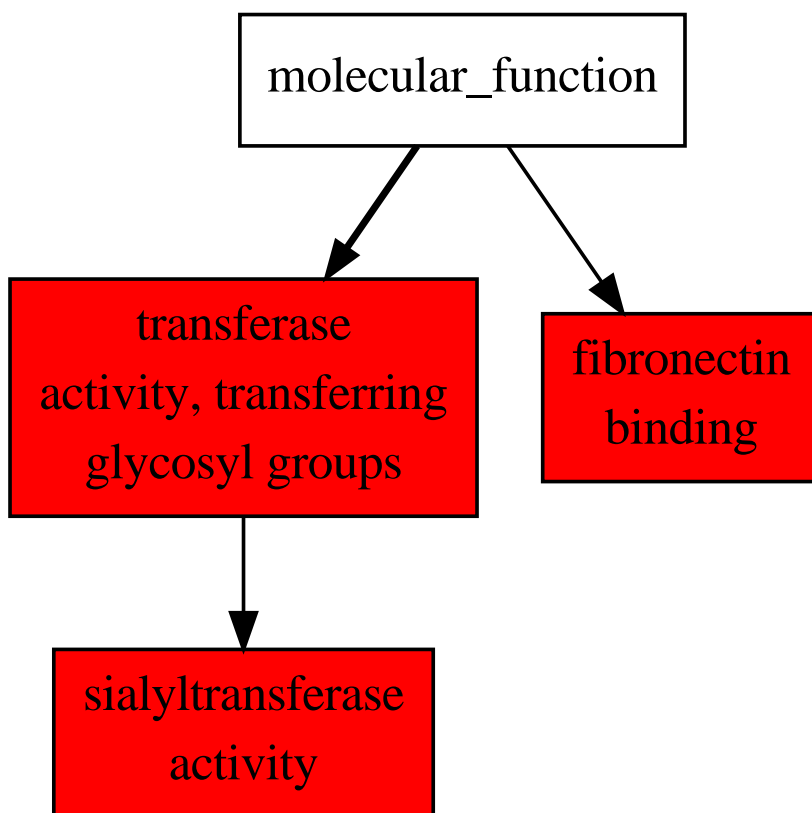 molecular_function
transferase
activity, transferring
glycosyl groups
fibronectin
binding
sialyltransferase
activity